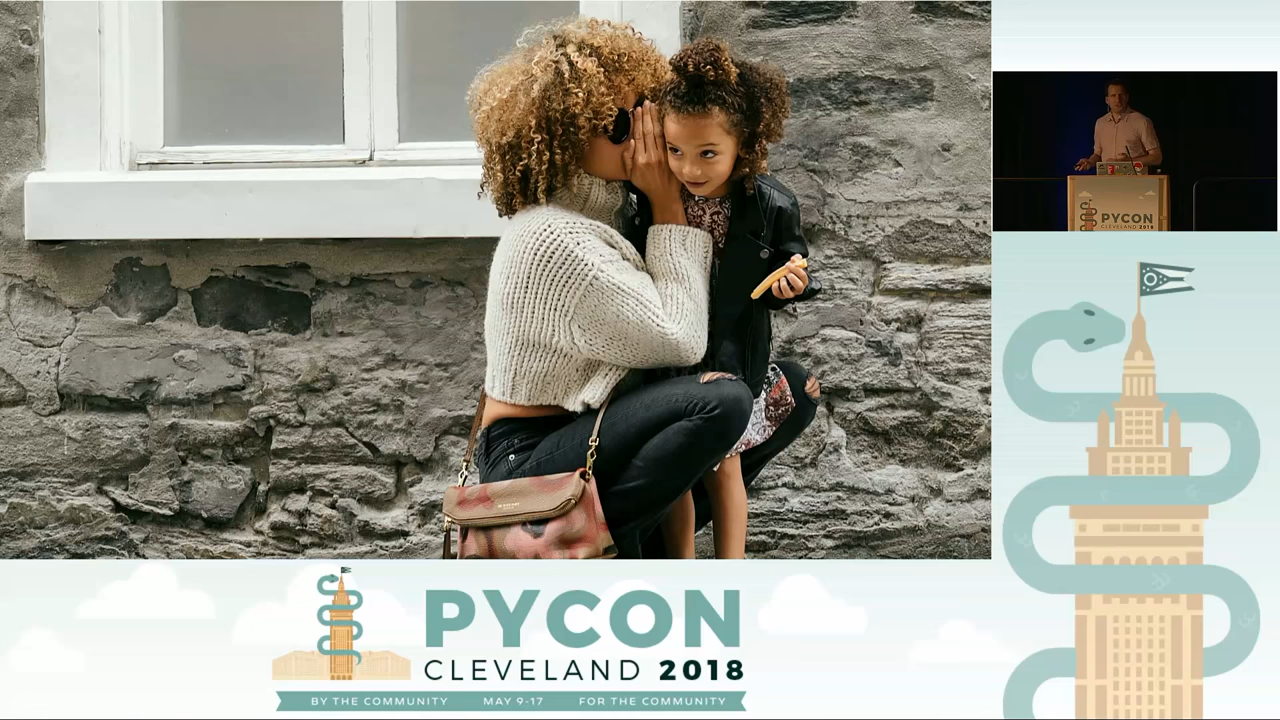 PYCON
CLEVELAND 2018
PYCON
CLEVELAND 2018
BY THE COMMUNITY MAY 9-17 FOR THE COMMUNITY